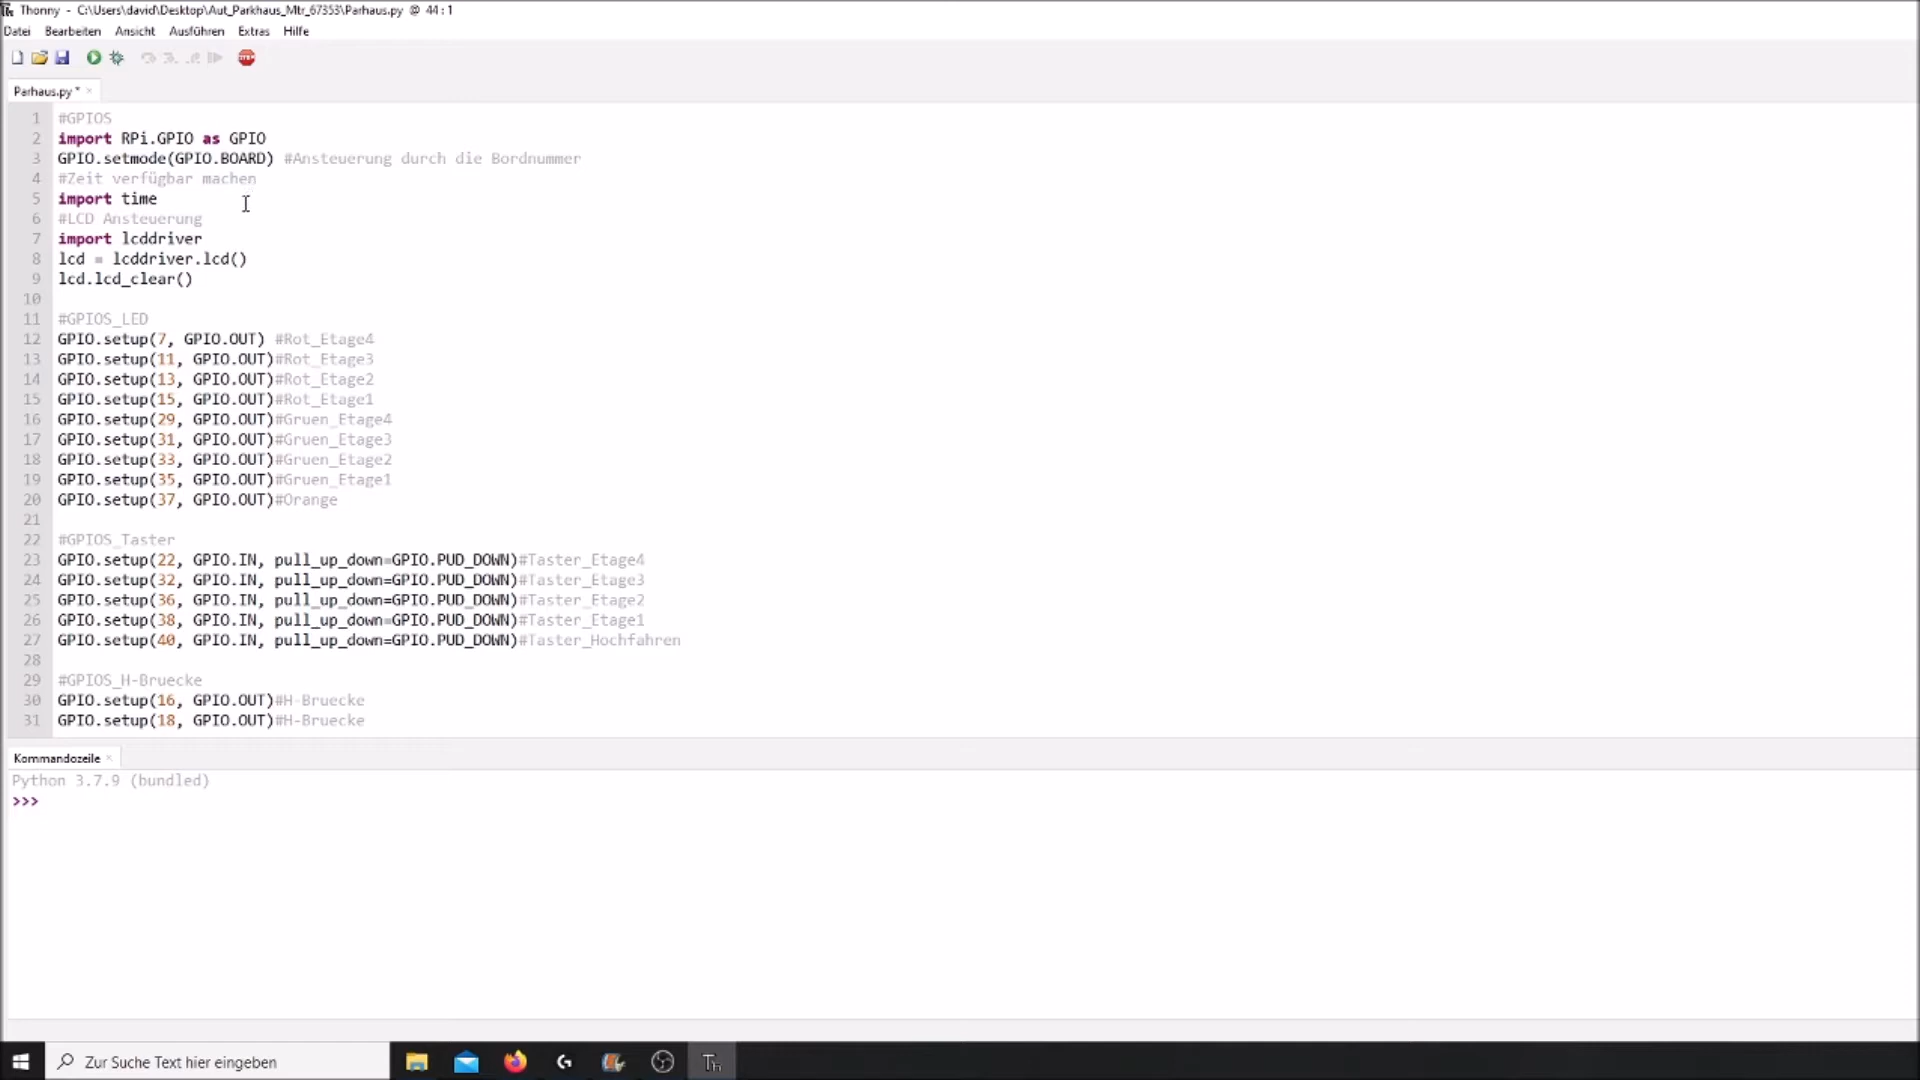 Thonny - C:\Users\david\Desktop\Aut_Parkhaus_Mtr_67353\Parhaus.py @ 44:1
Datei Bearbeiten Ansicht Ausführen Extras Hilfe
STOP
Parhaus.py * ×
1 #GPIOS
2 import RPi.GPIO as GPIO
3 GPIO.setmode(GPIO.BOARD) #Ansteuerung durch die Bordnummer
4 #Zeit verfügbar machen
5 import time
6 #LCD Ansteuerung
7 import lcddriver
8 lcd = lcddriver.lcd()
9 lcd.lcd_clear()
10
11 #GPIOS_LED
12 GPIO.setup(7, GPIO.OUT) #Rot_Etage4
13 GPIO.setup(11, GPIO.OUT)#Rot_Etage3
14 GPIO.setup(13, GPIO.OUT)#Rot_Etage2
15 GPIO.setup(15, GPIO.OUT)#Rot_Etage1
16 GPIO.setup(29, GPIO.OUT)#Gruen_Etage4
17 GPIO.setup(31, GPIO.OUT)#Gruen_Etage3
18 GPIO.setup(33, GPIO.OUT)#Gruen_Etage2
19 GPIO.setup(35, GPIO.OUT)#Gruen_Etage1
20 GPIO.setup(37, GPIO.OUT)#Orange
21
22 #GPIOS_Taster
23 GPIO.setup(22, GPIO.IN, pull_up_down=GPIO.PUD_DOWN)#Taster_Etage4
24 GPIO.setup(32, GPIO.IN, pull_up_down=GPIO.PUD_DOWN)#Taster_Etage3
25 GPIO.setup(36, GPIO.IN, pull_up_down=GPIO.PUD_DOWN)#Taster_Etage2
26 GPIO.setup(38, GPIO.IN, pull_up_down=GPIO.PUD_DOWN)#Taster_Etage1
27 GPIO.setup(40, GPIO.IN, pull_up_down=GPIO.PUD_DOWN)#Taster_Hochfahren
28
29 #GPIOS_H-Bruecke
30 GPIO.setup(16, GPIO.OUT)#H-Bruecke
31 GPIO.setup(18, GPIO.OUT)#H-Bruecke
Kommandozeile ×
Python 3.7.9 (bundled)
>>>
Zur Suche Text hier eingeben